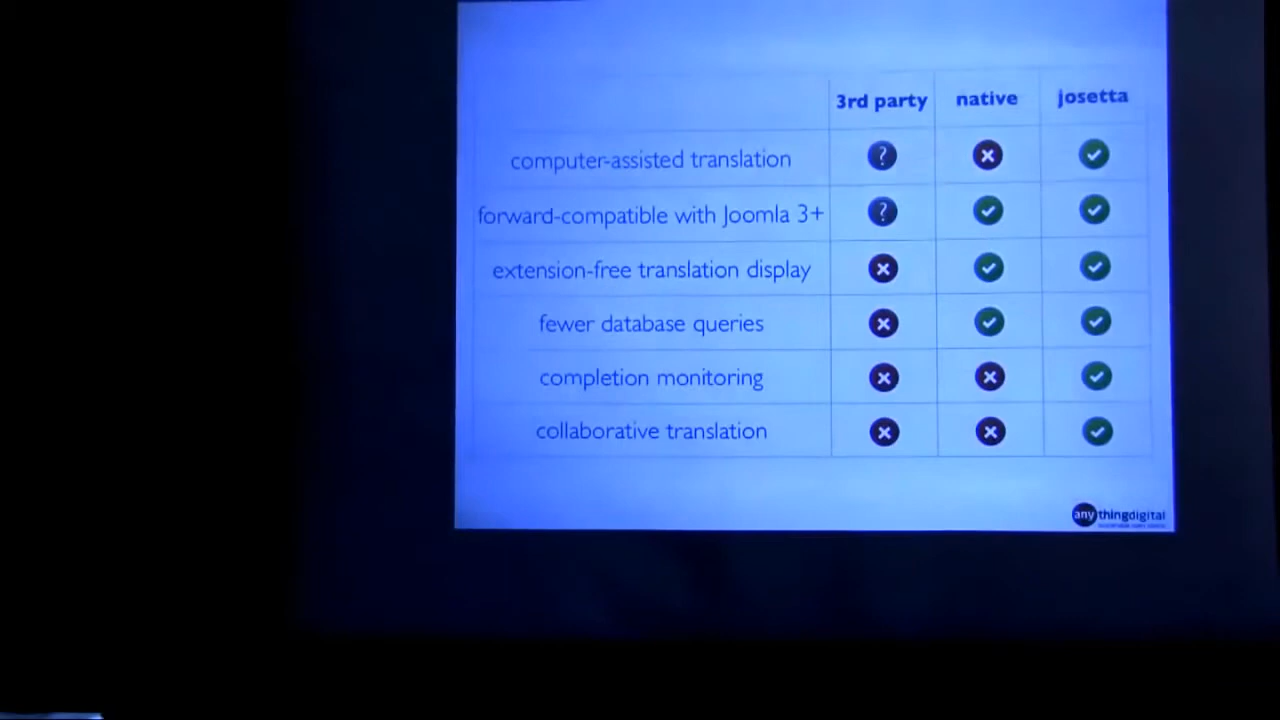 3rd party native josetta
computer-assisted translation ?
forward-compatible with Joomla 3+ ?
extension-free translation display
fewer database queries
completion monitoring
collaborative translation
anythingdigital